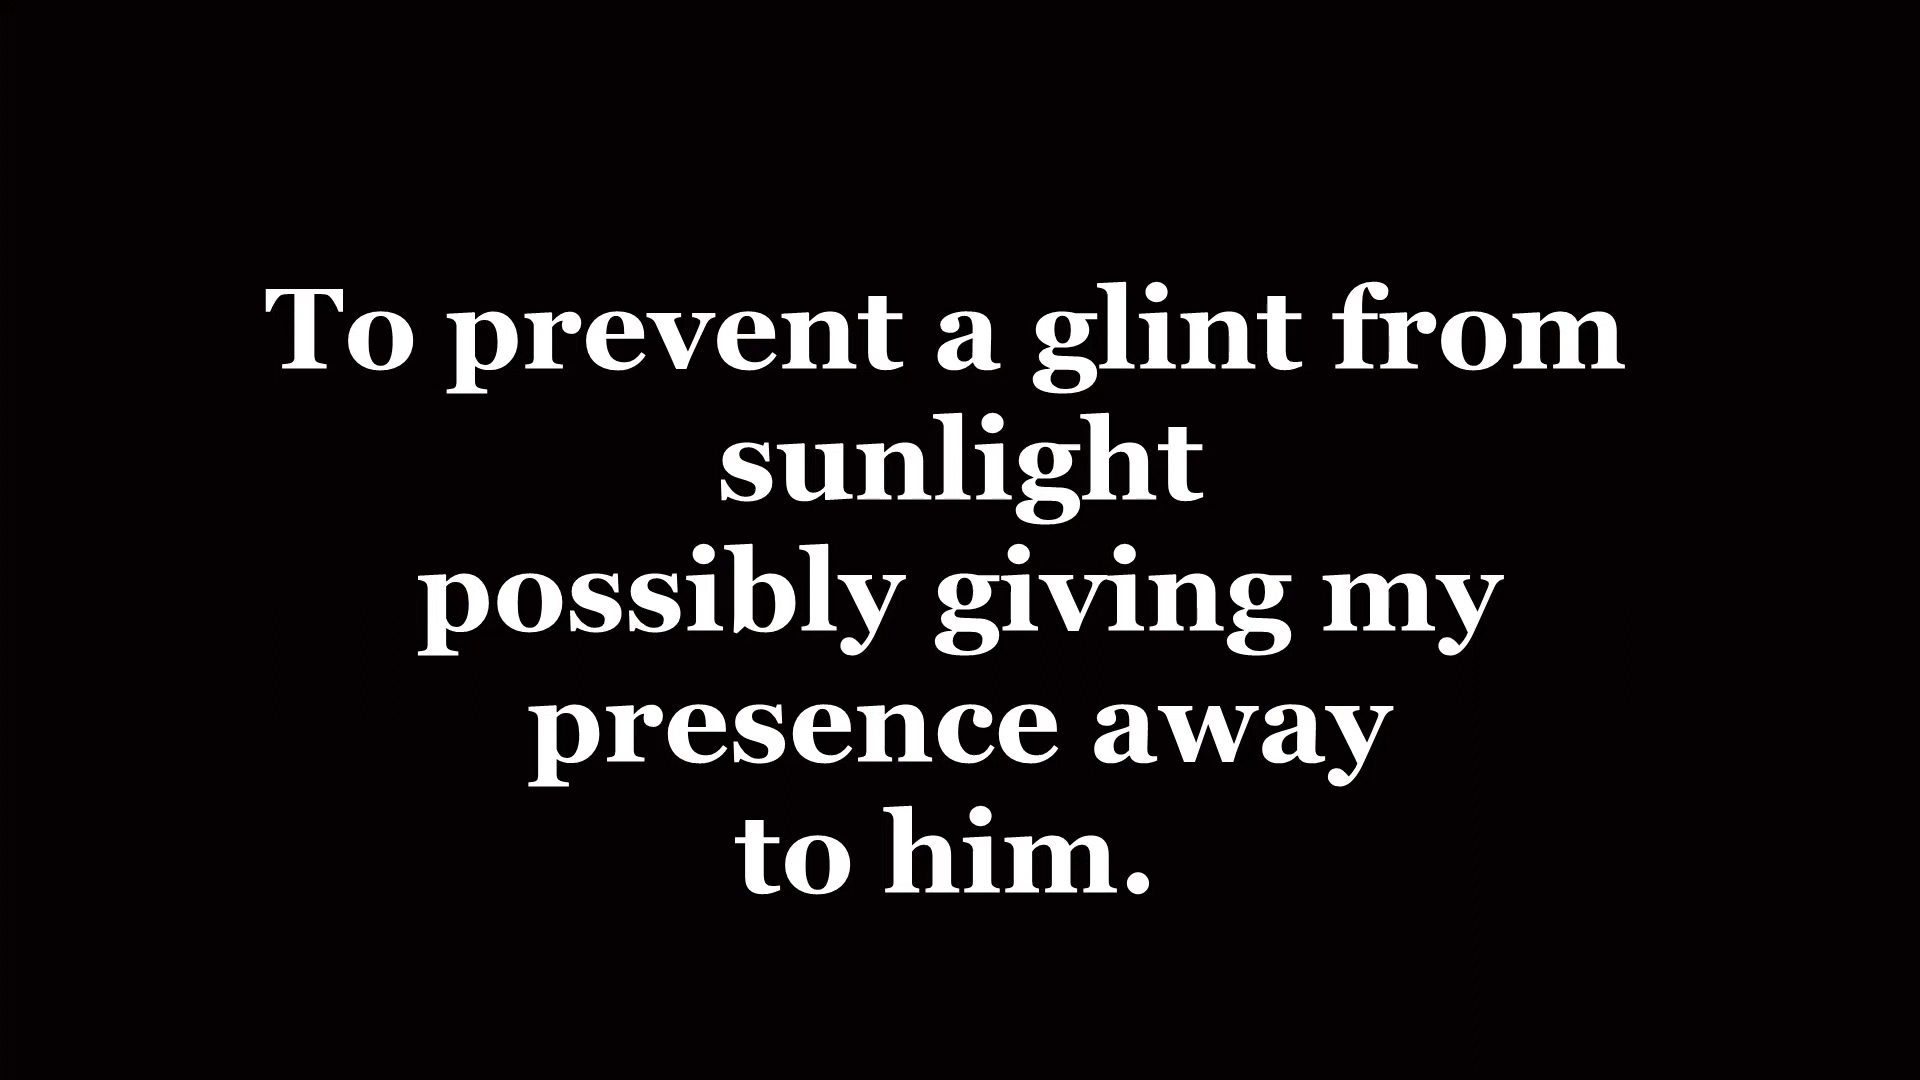 To prevent a glint from
sunlight
possibly giving my
presence away
to him.